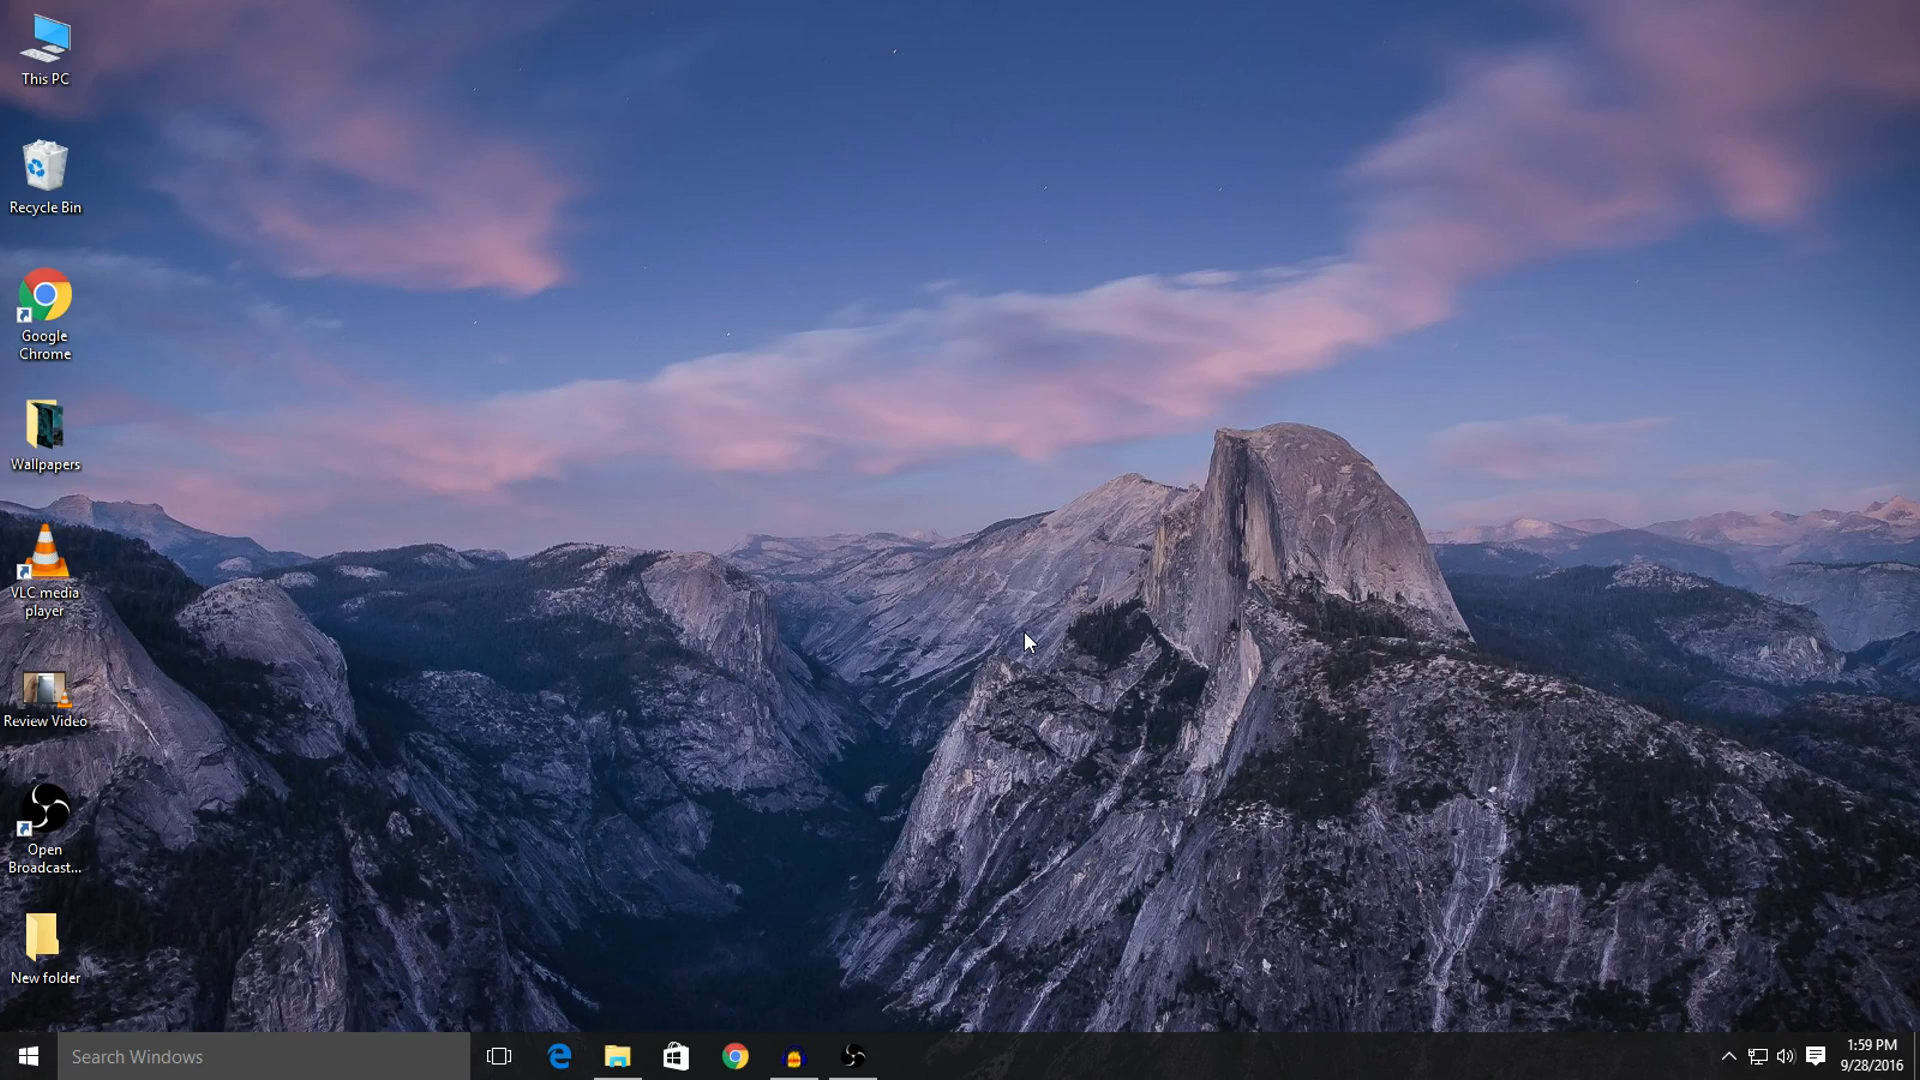 This PC
Recycle Bin
Google
Chrome
Wallpapers
VLC media
player
Review Video
Open
Broadcast...
New folder
Search Windows
1:59 PM
9/28/2016